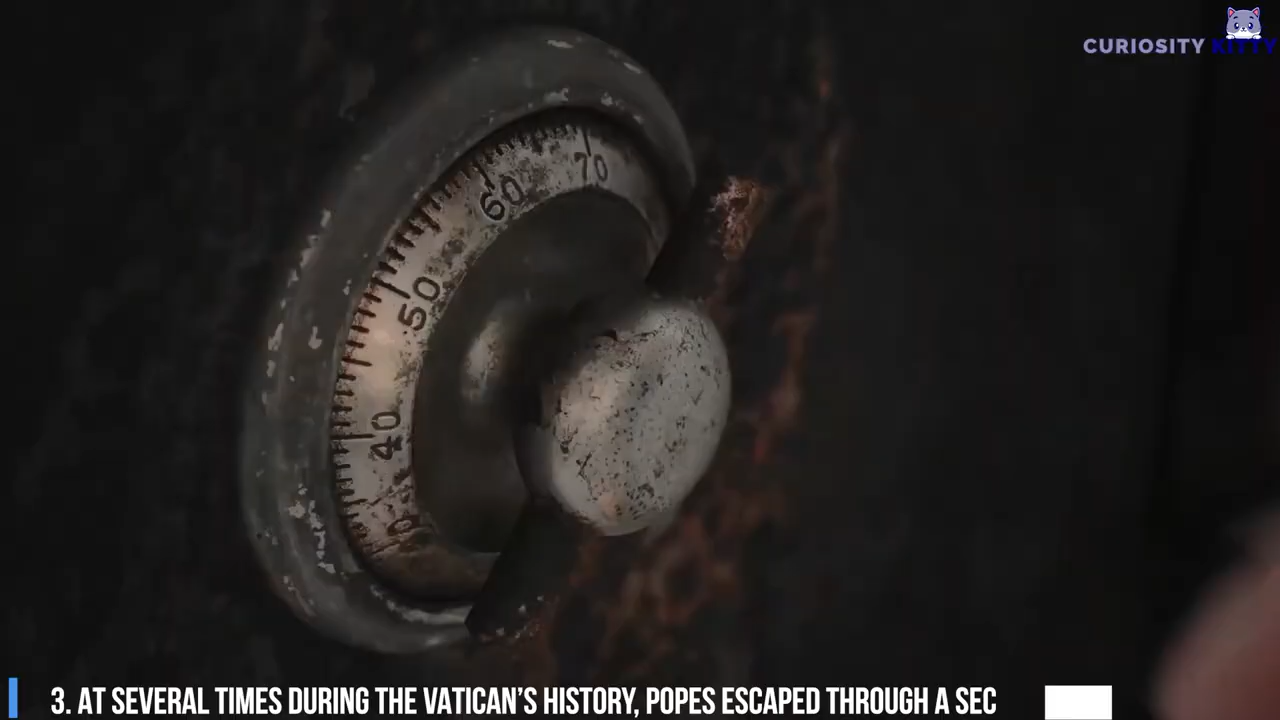 CURIOSITY KITTY
70
60
50
40
3. AT SEVERAL TIMES DURING THE VATICAN’S HISTORY, POPES ESCAPED THROUGH A SEC